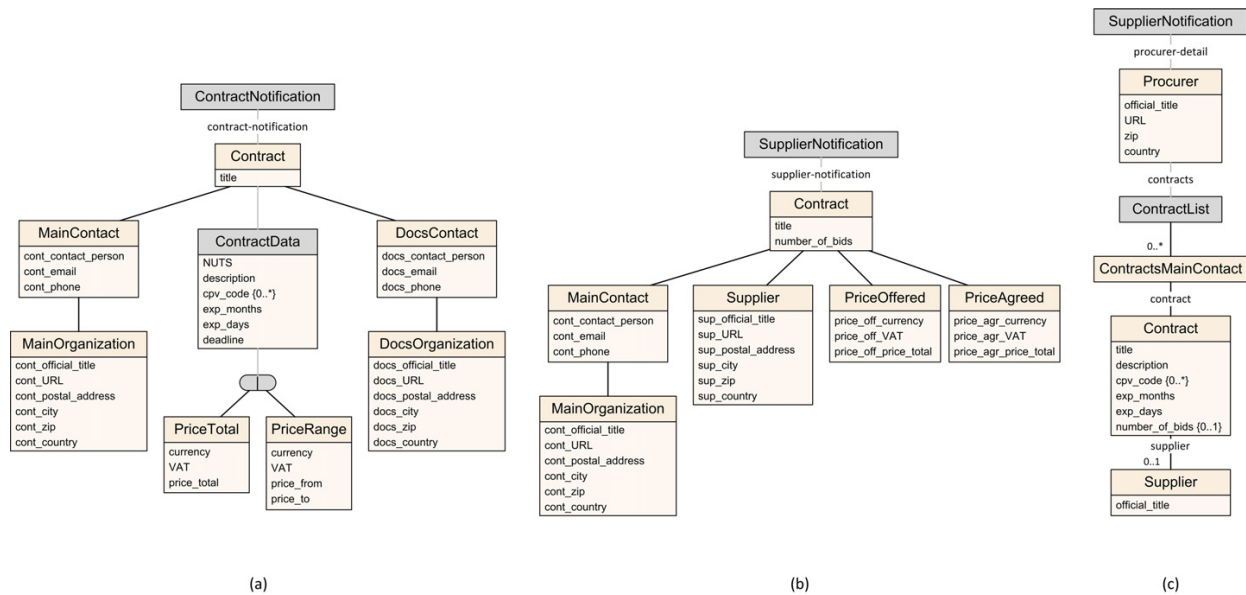 ContractNotification
contract-notification
Contract
title
MainContact
cont_contact_person
cont_email
cont_phone
ContractData
NUTS
description
cpv_code {0..*}
exp_months
exp_days
deadline
DocsContact
docs_contact_person
docs_email
docs_phone
MainOrganization
cont_official_title
cont_URL
cont_postal_address
cont_city
cont_zip
cont_country
DocsOrganization
docs_official_title
docs_URL
docs_postal_address
docs_city
docs_zip
docs_country
PriceTotal
currency
VAT
price_total
PriceRange
currency
VAT
price_from
price_to
(a)
SupplierNotification
supplier-notification
Contract
title
number_of_bids
MainContact
cont_contact_person
cont_email
cont_phone
Supplier
sup_official_title
sup_URL
sup_postal_address
sup_city
sup_zip
sup_country
PriceOffered
price_off_currency
price_off_VAT
price_off_price_total
PriceAgreed
price_agr_currency
price_agr_VAT
price_agr_price_total
MainOrganization
cont_official_title
cont_URL
cont_postal_address
cont_city
cont_zip
cont_country
(b)
SupplierNotification
procurer-detail
Procurer
official_title
URL
zip
country
contracts
ContractList
0..*
ContractsMainContact
contract
Contract
title
description
cpv_code {0..*}
exp_months
exp_days
number_of_bids {0..1}
supplier
0..1
Supplier
official_title
(c)